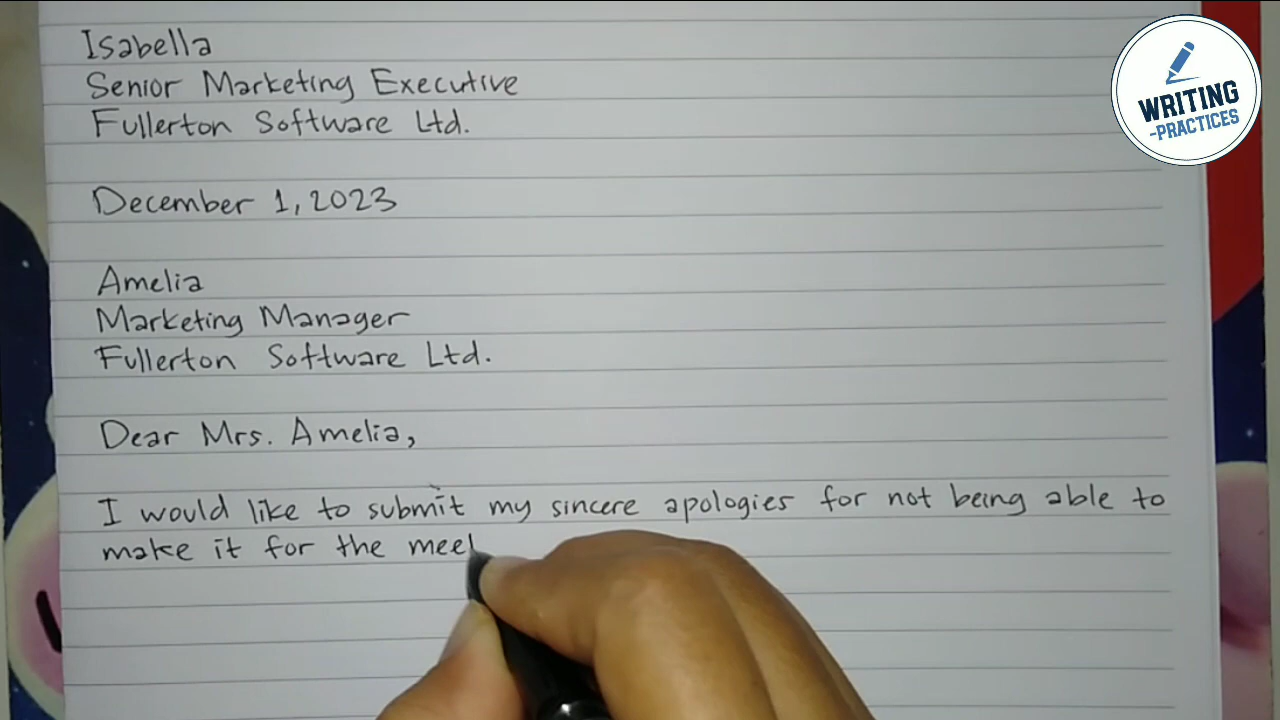 Isabella
Senior Marketing Executive
Fullerton Software Ltd.
December 1, 2023
Amelia
Marketing Manager
Fullerton Software Ltd.
Dear Mrs. Amelia,
I would like to submit my sincere apologies for not being able to
make it for the
WRITING
-PRACTICES